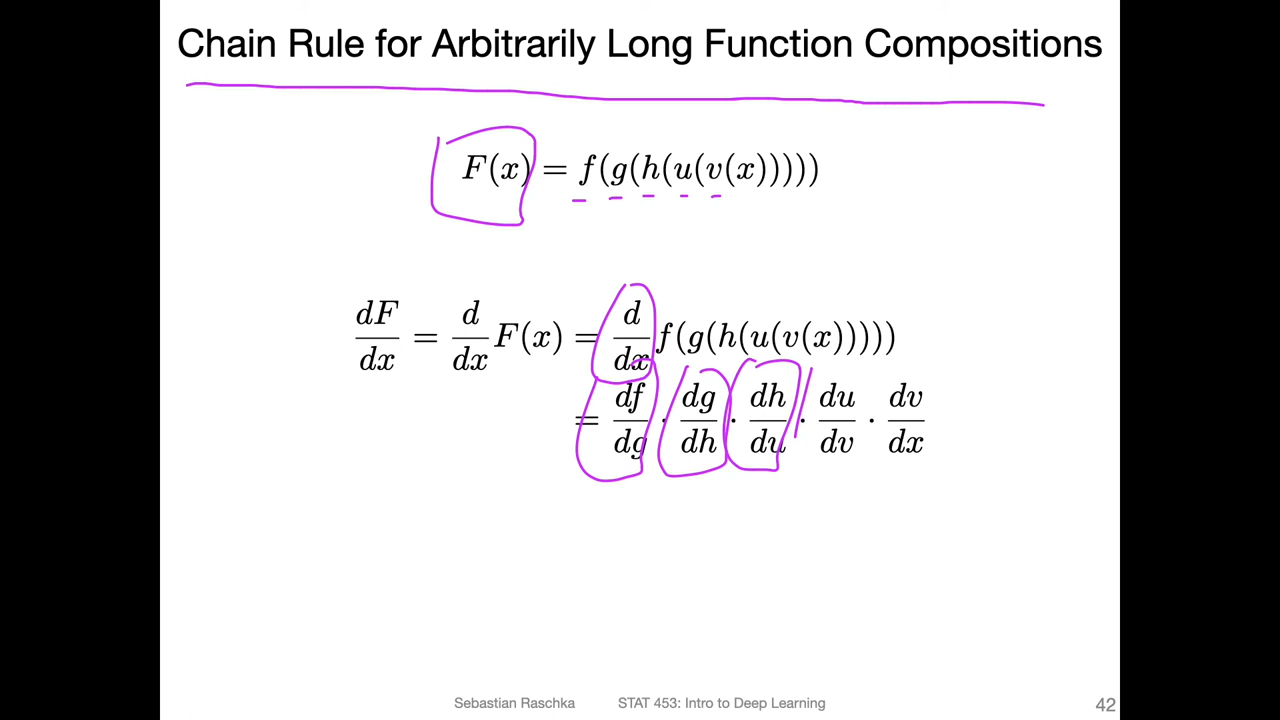 Chain Rule for Arbitrarily Long Function Compositions
F(x) = f(g(h(u(v(x)))))
dF/dx = d/dx F(x) = d/dx f(g(h(u(v(x)))))
= df/dg · dg/dh · dh/du · du/dv · dv/dx
Sebastian Raschka STAT 453: Intro to Deep Learning 42